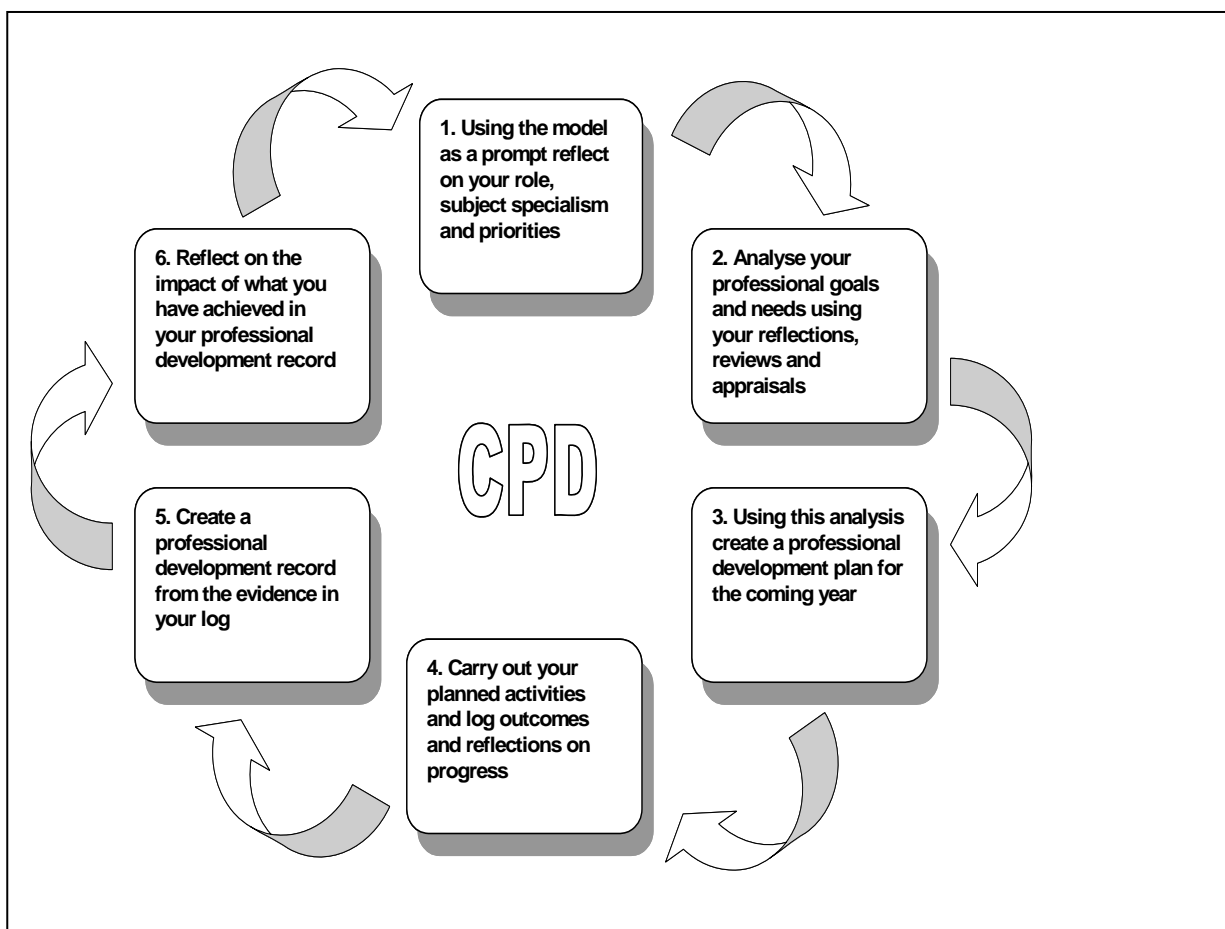 1. Using the model
as a prompt reflect
on your role,
subject specialism
and priorities
2. Analyse your
professional goals
and needs using
your reflections,
reviews and
appraisals
3. Using this analysis
create a professional
development plan for
the coming year
4. Carry out your
planned activities
and log outcomes
and reflections on
progress
5. Create a
professional
development record
from the evidence in
your log
6. Reflect on the
impact of what you
have achieved in
your professional
development record
CPD